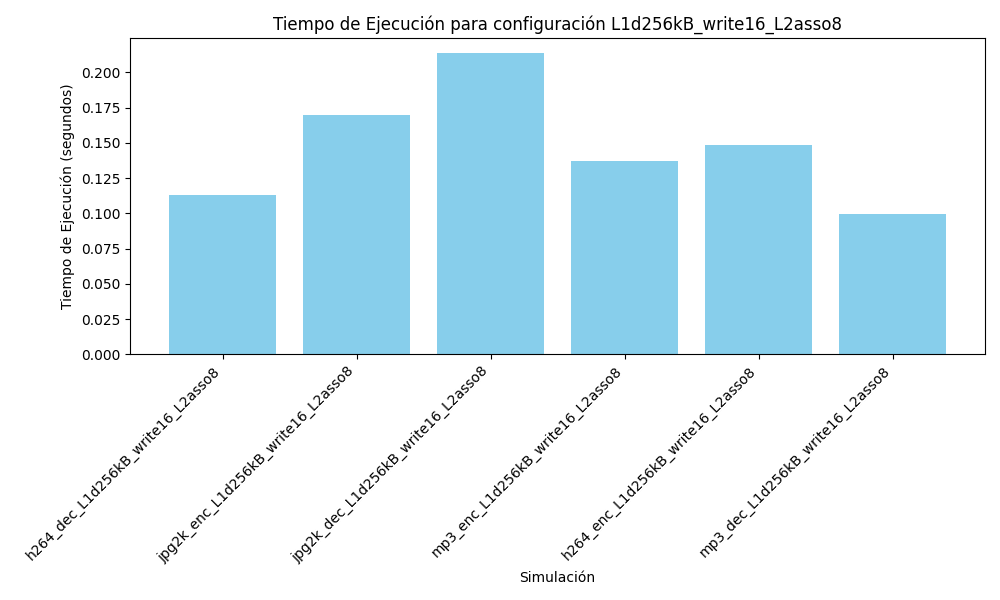 Tiempo de Ejecución para configuración L1d256kB_write16_L2asso8
Tiempo de Ejecución (segundos)
0.200
0.175
0.150
0.125
0.100
0.075
0.050
0.025
0.000
h264_dec_L1d256kB_write16_L2asso8
jpg2k_enc_L1d256kB_write16_L2asso8
jpg2k_dec_L1d256kB_write16_L2asso8
mp3_enc_L1d256kB_write16_L2asso8
h264_enc_L1d256kB_write16_L2asso8
mp3_dec_L1d256kB_write16_L2asso8
Simulación